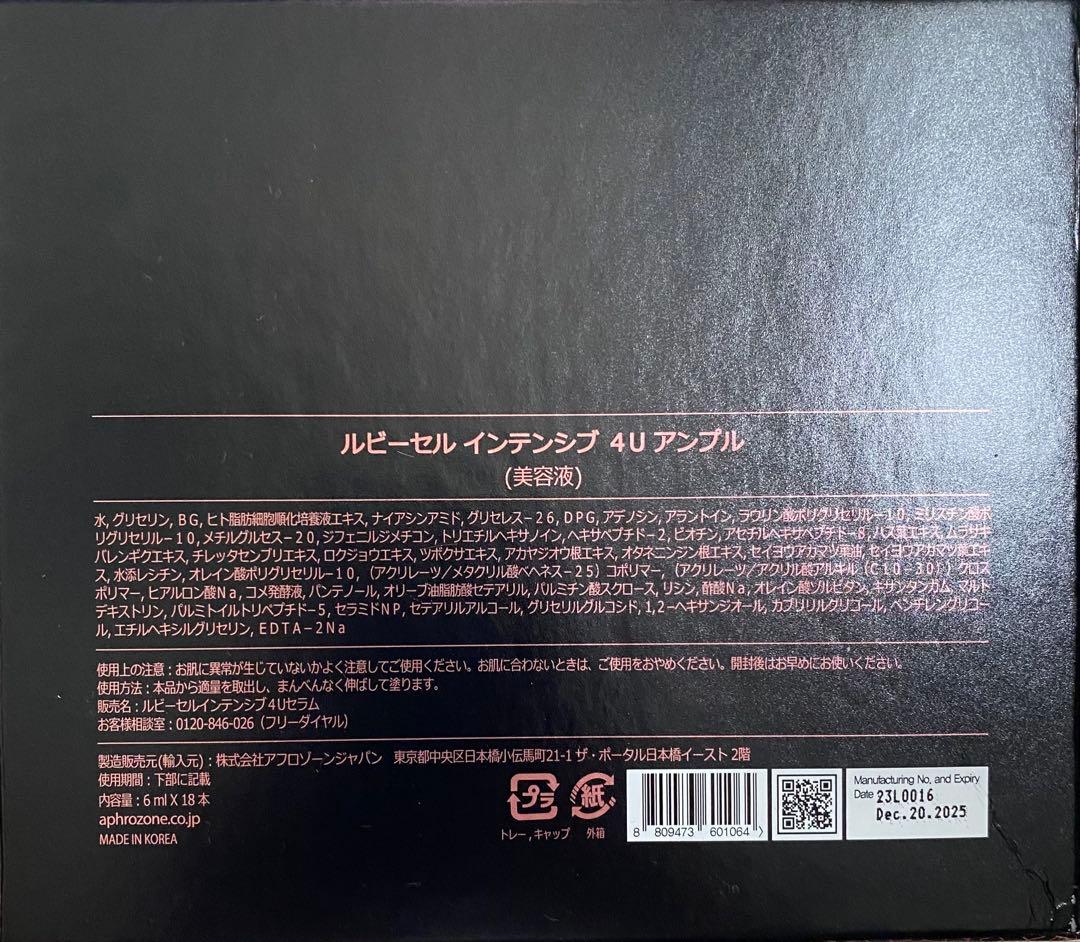 ルビーセル インテンシブ 4U アンプル
(美容液)
水, グリセリン, BG, ヒト脂肪細胞順化培養液エキス, ナイアシンアミド, グリセレス－26, DPG, アデノシン, アラントイン, ラウリン酸ポリグリセリル－10, ミリスチン酸ポ
リグリセリル－10, メチルグルセス－20, ジフェニルジメチコン, トリエチルヘキサノイン, ヘキサペプチド－2, ビオチン, アセチルヘキサペプチド－8, ハス葉エキス, ムラサキ
バレンギクエキス, チレッタセンブリエキス, ロクジョウエキス, ツボクサエキス, アカヤジオウ根エキス, オタネニンジン根エキス, セイヨウアカマツ葉油, セイヨウアカマツ葉エキ
ス, 水添レシチン, オレイン酸ポリグリセリル－10, (アクリレーツ／メタクリル酸ベヘネス－25) コポリマー, (アクリレーツ／アクリル酸アルキル (C10－30)) クロス
ポリマー, ヒアルロン酸Na, コメ発酵液, パンテノール, オリーブ油脂肪酸セテアリル, パルミチン酸スクロース, リシン, 酢酸Na, オレイン酸ソルビタン, キサンタンガム, マルト
デキストリン, パルミトイルトリペプチド－5, セラミドNP, セテアリルアルコール, グリセリルグルコシド, 1,2－ヘキサンジオール, カプリリルグリコール, ペンチレングリコー
ル, エチルヘキシルグリセリン, EDTA－2Na
使用上の注意：お肌に異常が生じていないかよく注意してご使用ください。お肌に合わないときは、ご使用をおやめください。開封後はお早めにお使いください。
使用方法：本品から適量を取出し、まんべんなく伸ばして塗ります。
販売名：ルビーセルインテンシブ4Uセラム
お客様相談室：0120-846-026（フリーダイヤル）
製造販売元(輸入元)：株式会社アフロゾーンジャパン 東京都中央区日本橋小伝馬町21-1 ザ・ポータル日本橋イースト2階
使用期間：下部に記載
内容量：6ml X 18本
aphrozone.co.jp
MADE IN KOREA
プラ
トレー, キャップ
紙
外箱
8 809473 601064
Manufacturing No, and Expiry
Date 23L0016
Dec.20.2025